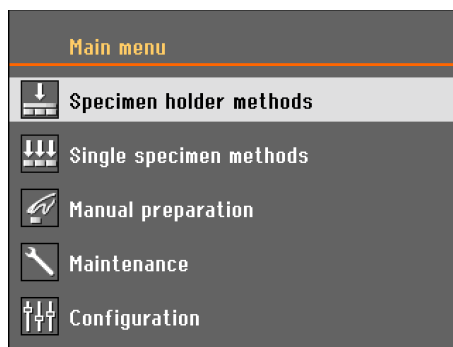 Main menu
Specimen holder methods
Single specimen methods
Manual preparation
Maintenance
Configuration